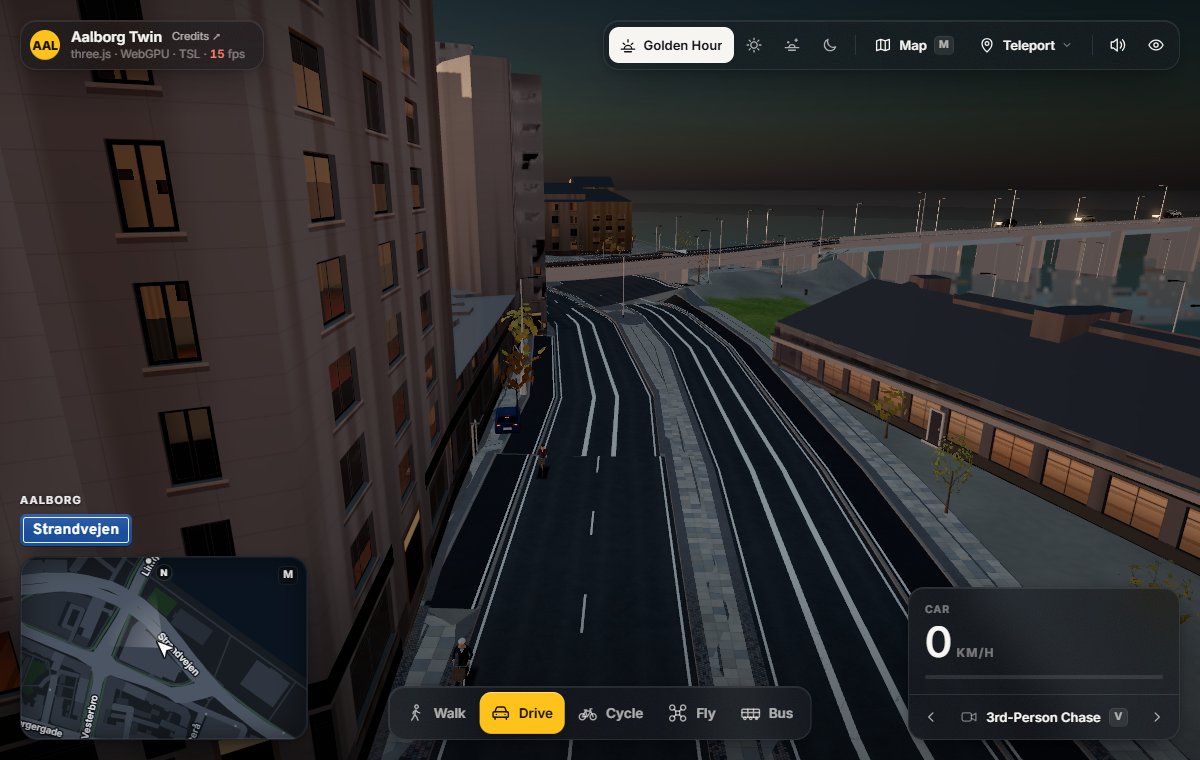 AAL
Aalborg Twin Credits ↗
three.js · WebGPU · TSL · 15 fps
Golden Hour
Map M
Teleport
AALBORG
Strandvejen
N
M
Strandvejen
Vesterbro
Walk
Drive
Cycle
Fly
Bus
CAR
0 KM/H
3rd-Person Chase V